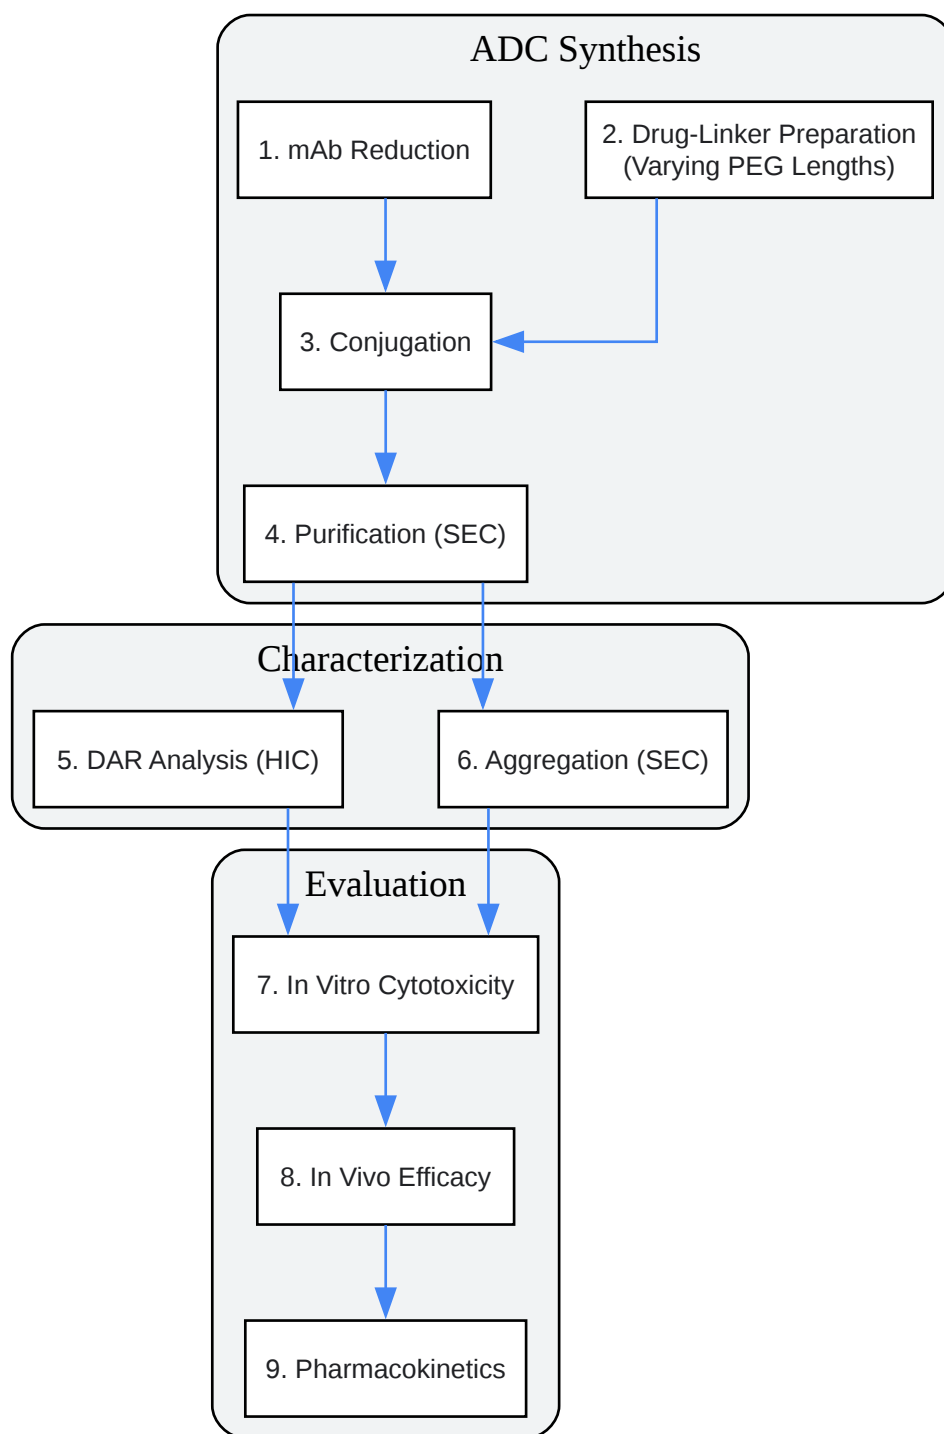 ADC Synthesis
1. mAb Reduction
2. Drug-Linker Preparation
(Varying PEG Lengths)
3. Conjugation
4. Purification (SEC)
Characterization
5. DAR Analysis (HIC)
6. Aggregation (SEC)
Evaluation
7. In Vitro Cytotoxicity
8. In Vivo Efficacy
9. Pharmacokinetics